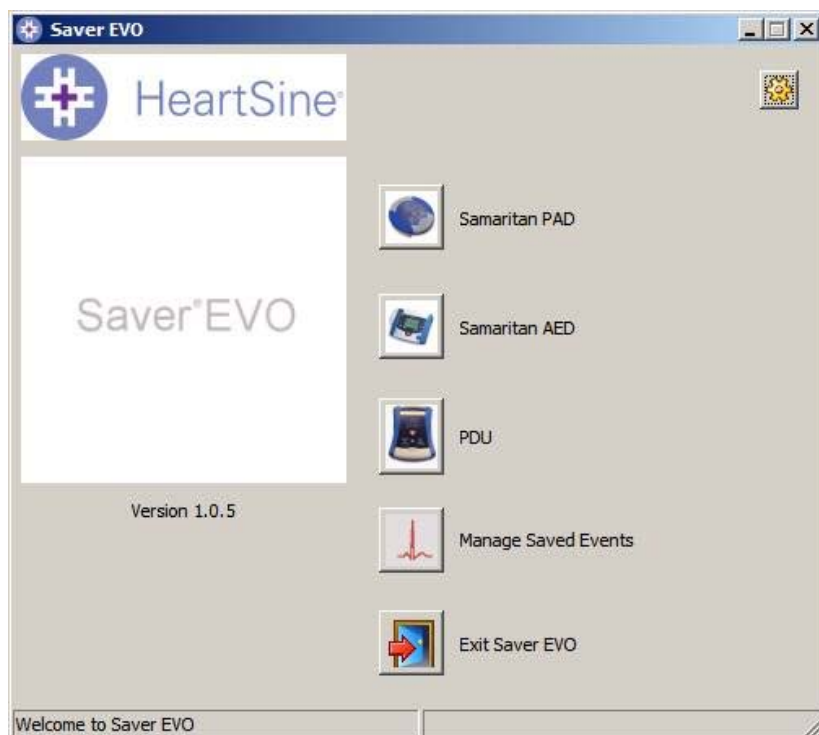 Saver EVO
HeartSine®
Saver®EVO
Version 1.0.5
Samaritan PAD
Samaritan AED
PDU
Manage Saved Events
Exit Saver EVO
Welcome to Saver EVO